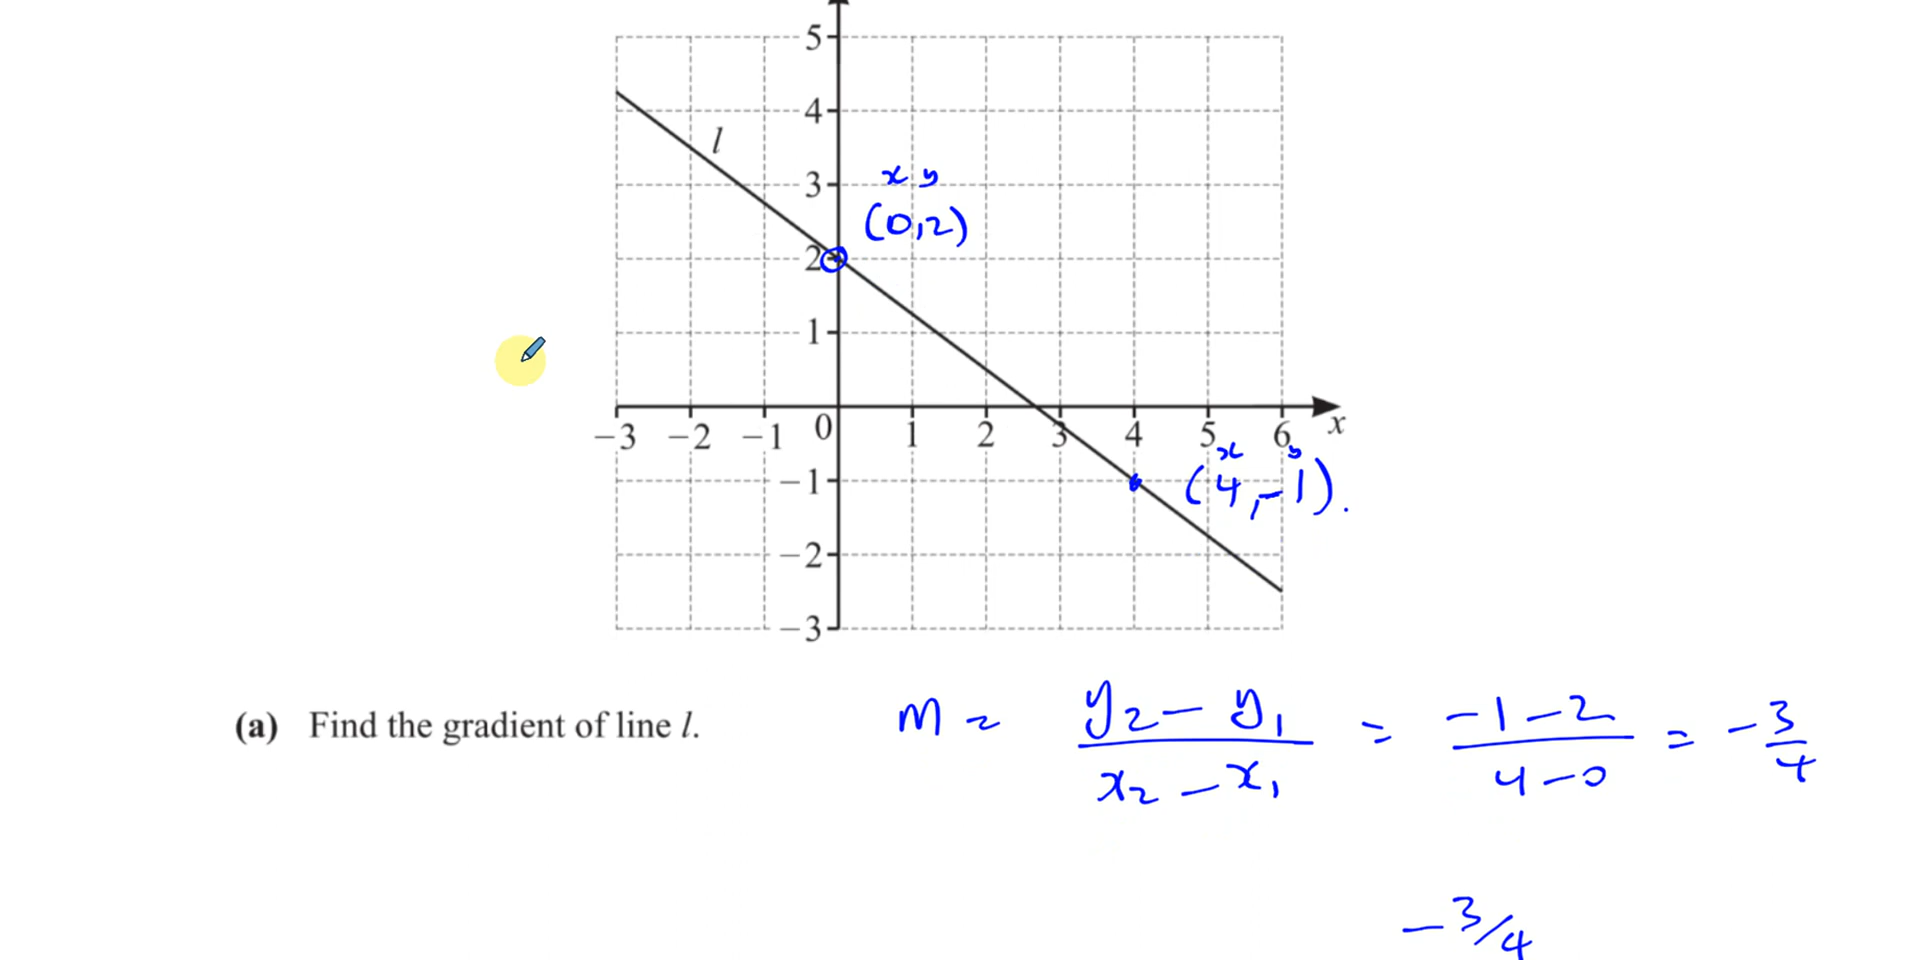 5
4
l
3
x y
(0,2)
2
1
-3 -2 -1 0 1 2 3 4 5 6 x
x y
-1
(4,-1).
-2
-3
(a) Find the gradient of line l.
m = y₂ - y₁ / x₂ - x₁ = -1-2 / 4-0 = -3/4
-3/4